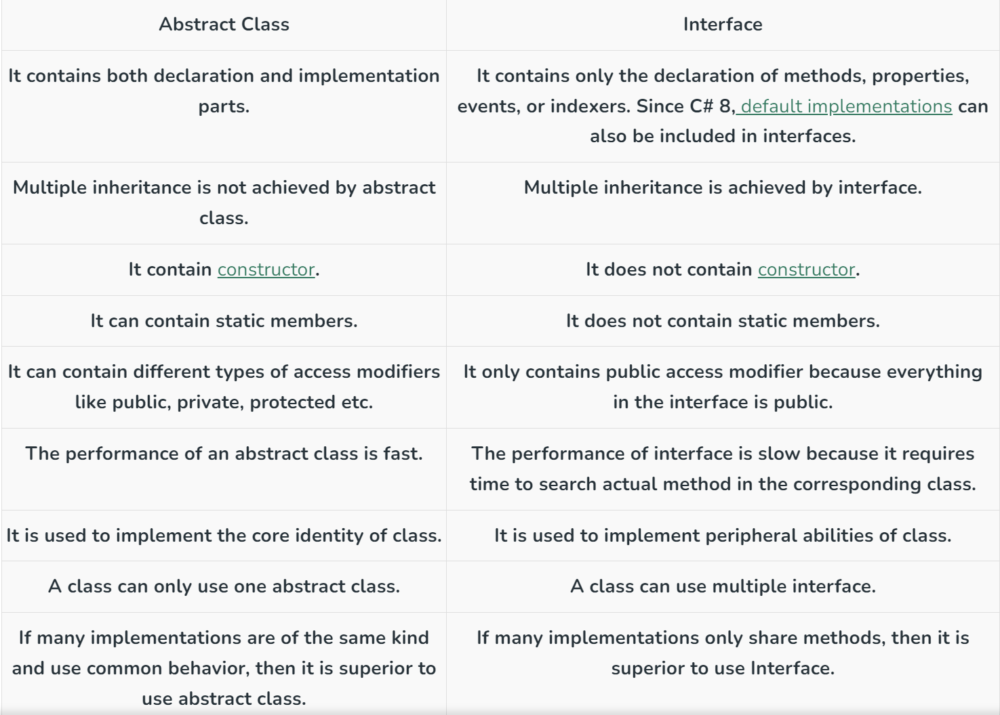 Abstract Class
Interface
It contains both declaration and implementation
parts.
It contains only the declaration of methods, properties,
events, or indexers. Since C# 8, default implementations can
also be included in interfaces.
Multiple inheritance is not achieved by abstract
class.
Multiple inheritance is achieved by interface.
It contain constructor.
It does not contain constructor.
It can contain static members.
It does not contain static members.
It can contain different types of access modifiers
like public, private, protected etc.
It only contains public access modifier because everything
in the interface is public.
The performance of an abstract class is fast.
The performance of interface is slow because it requires
time to search actual method in the corresponding class.
It is used to implement the core identity of class.
It is used to implement peripheral abilities of class.
A class can only use one abstract class.
A class can use multiple interface.
If many implementations are of the same kind
and use common behavior, then it is superior to
use abstract class.
If many implementations only share methods, then it is
superior to use Interface.